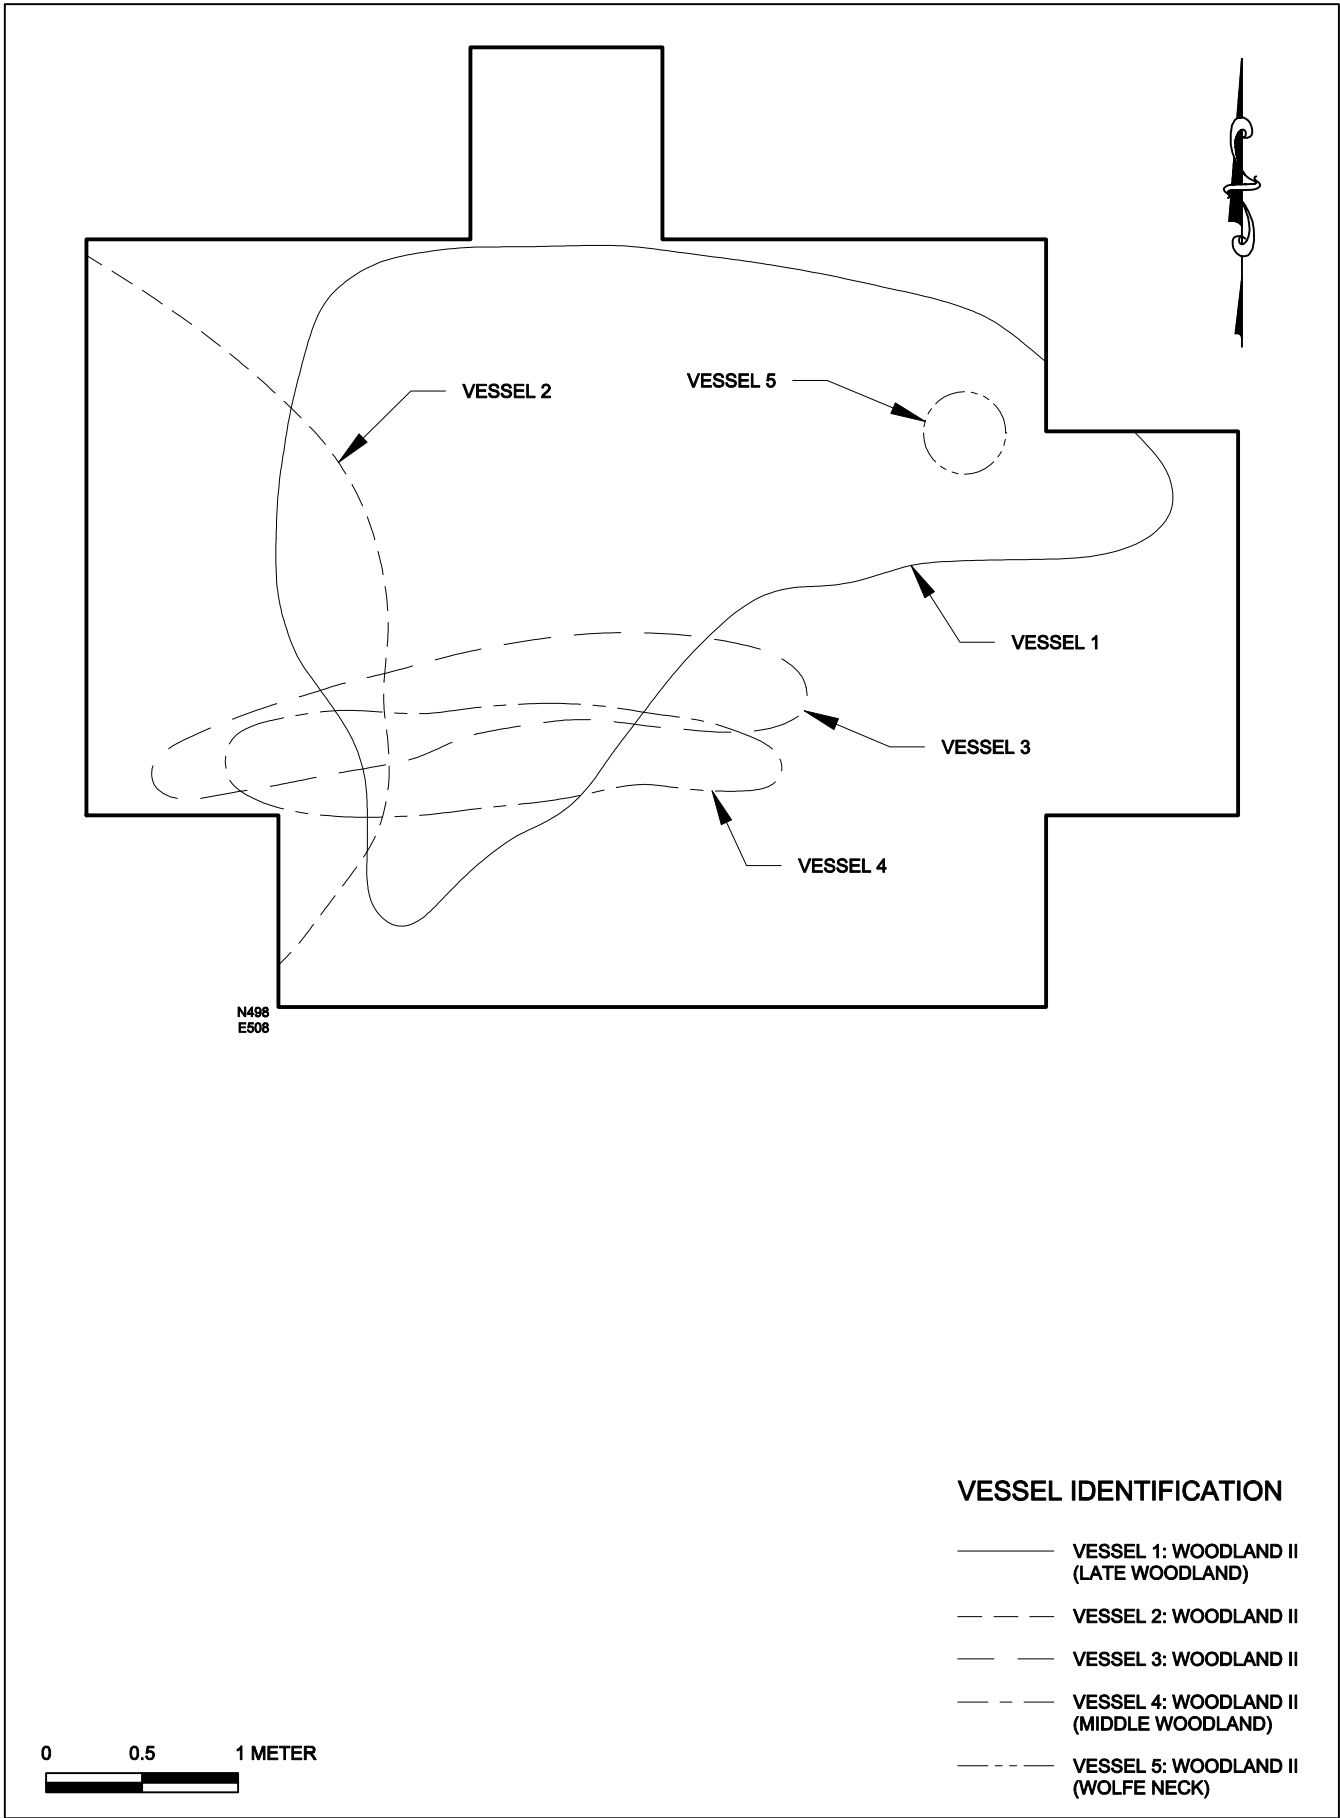 VESSEL 2
VESSEL 5
VESSEL 1
VESSEL 3
VESSEL 4
N498
E508
VESSEL IDENTIFICATION
VESSEL 1: WOODLAND II
(LATE WOODLAND)
VESSEL 2: WOODLAND II
VESSEL 3: WOODLAND II
VESSEL 4: WOODLAND II
(MIDDLE WOODLAND)
VESSEL 5: WOODLAND II
(WOLFE NECK)
0 0.5 1 METER